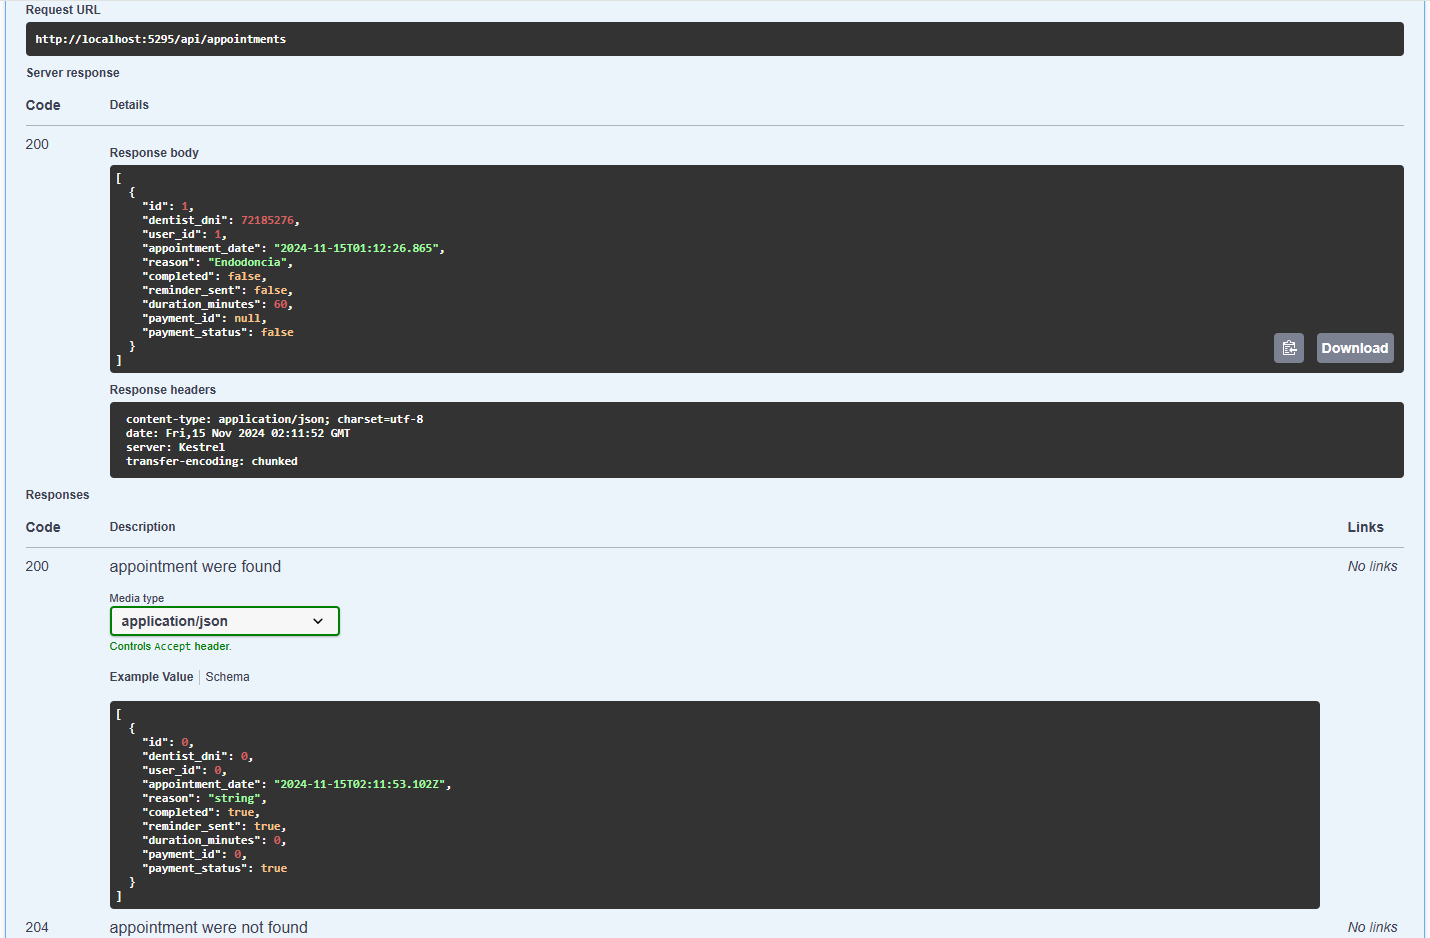 Request URL
http://localhost:5295/api/appointments
Server response
Code Details
200
Response body
[
{
"id": 1,
"dentist_dni": 72185276,
"user_id": 1,
"appointment_date": "2024-11-15T01:12:26.865",
"reason": "Endodoncia",
"completed": false,
"reminder_sent": false,
"duration_minutes": 60,
"payment_id": null,
"payment_status": false
}
]
Download
Response headers
content-type: application/json; charset=utf-8
date: Fri,15 Nov 2024 02:11:52 GMT
server: Kestrel
transfer-encoding: chunked
Responses
Code Description Links
200 appointment were found No links
Media type
application/json
Controls Accept header.
Example Value Schema
[
{
"id": 0,
"dentist_dni": 0,
"user_id": 0,
"appointment_date": "2024-11-15T02:11:53.102Z",
"reason": "string",
"completed": true,
"reminder_sent": true,
"duration_minutes": 0,
"payment_id": 0,
"payment_status": true
}
]
204 appointment were not found No links